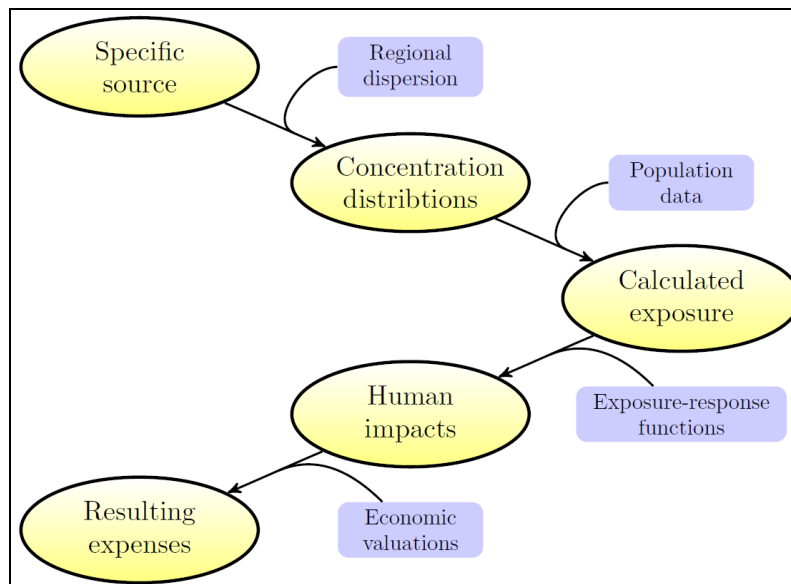 Specific
source
Regional
dispersion
Concentration
distribtions
Population
data
Calculated
exposure
Exposure-response
functions
Human
impacts
Economic
valuations
Resulting
expenses